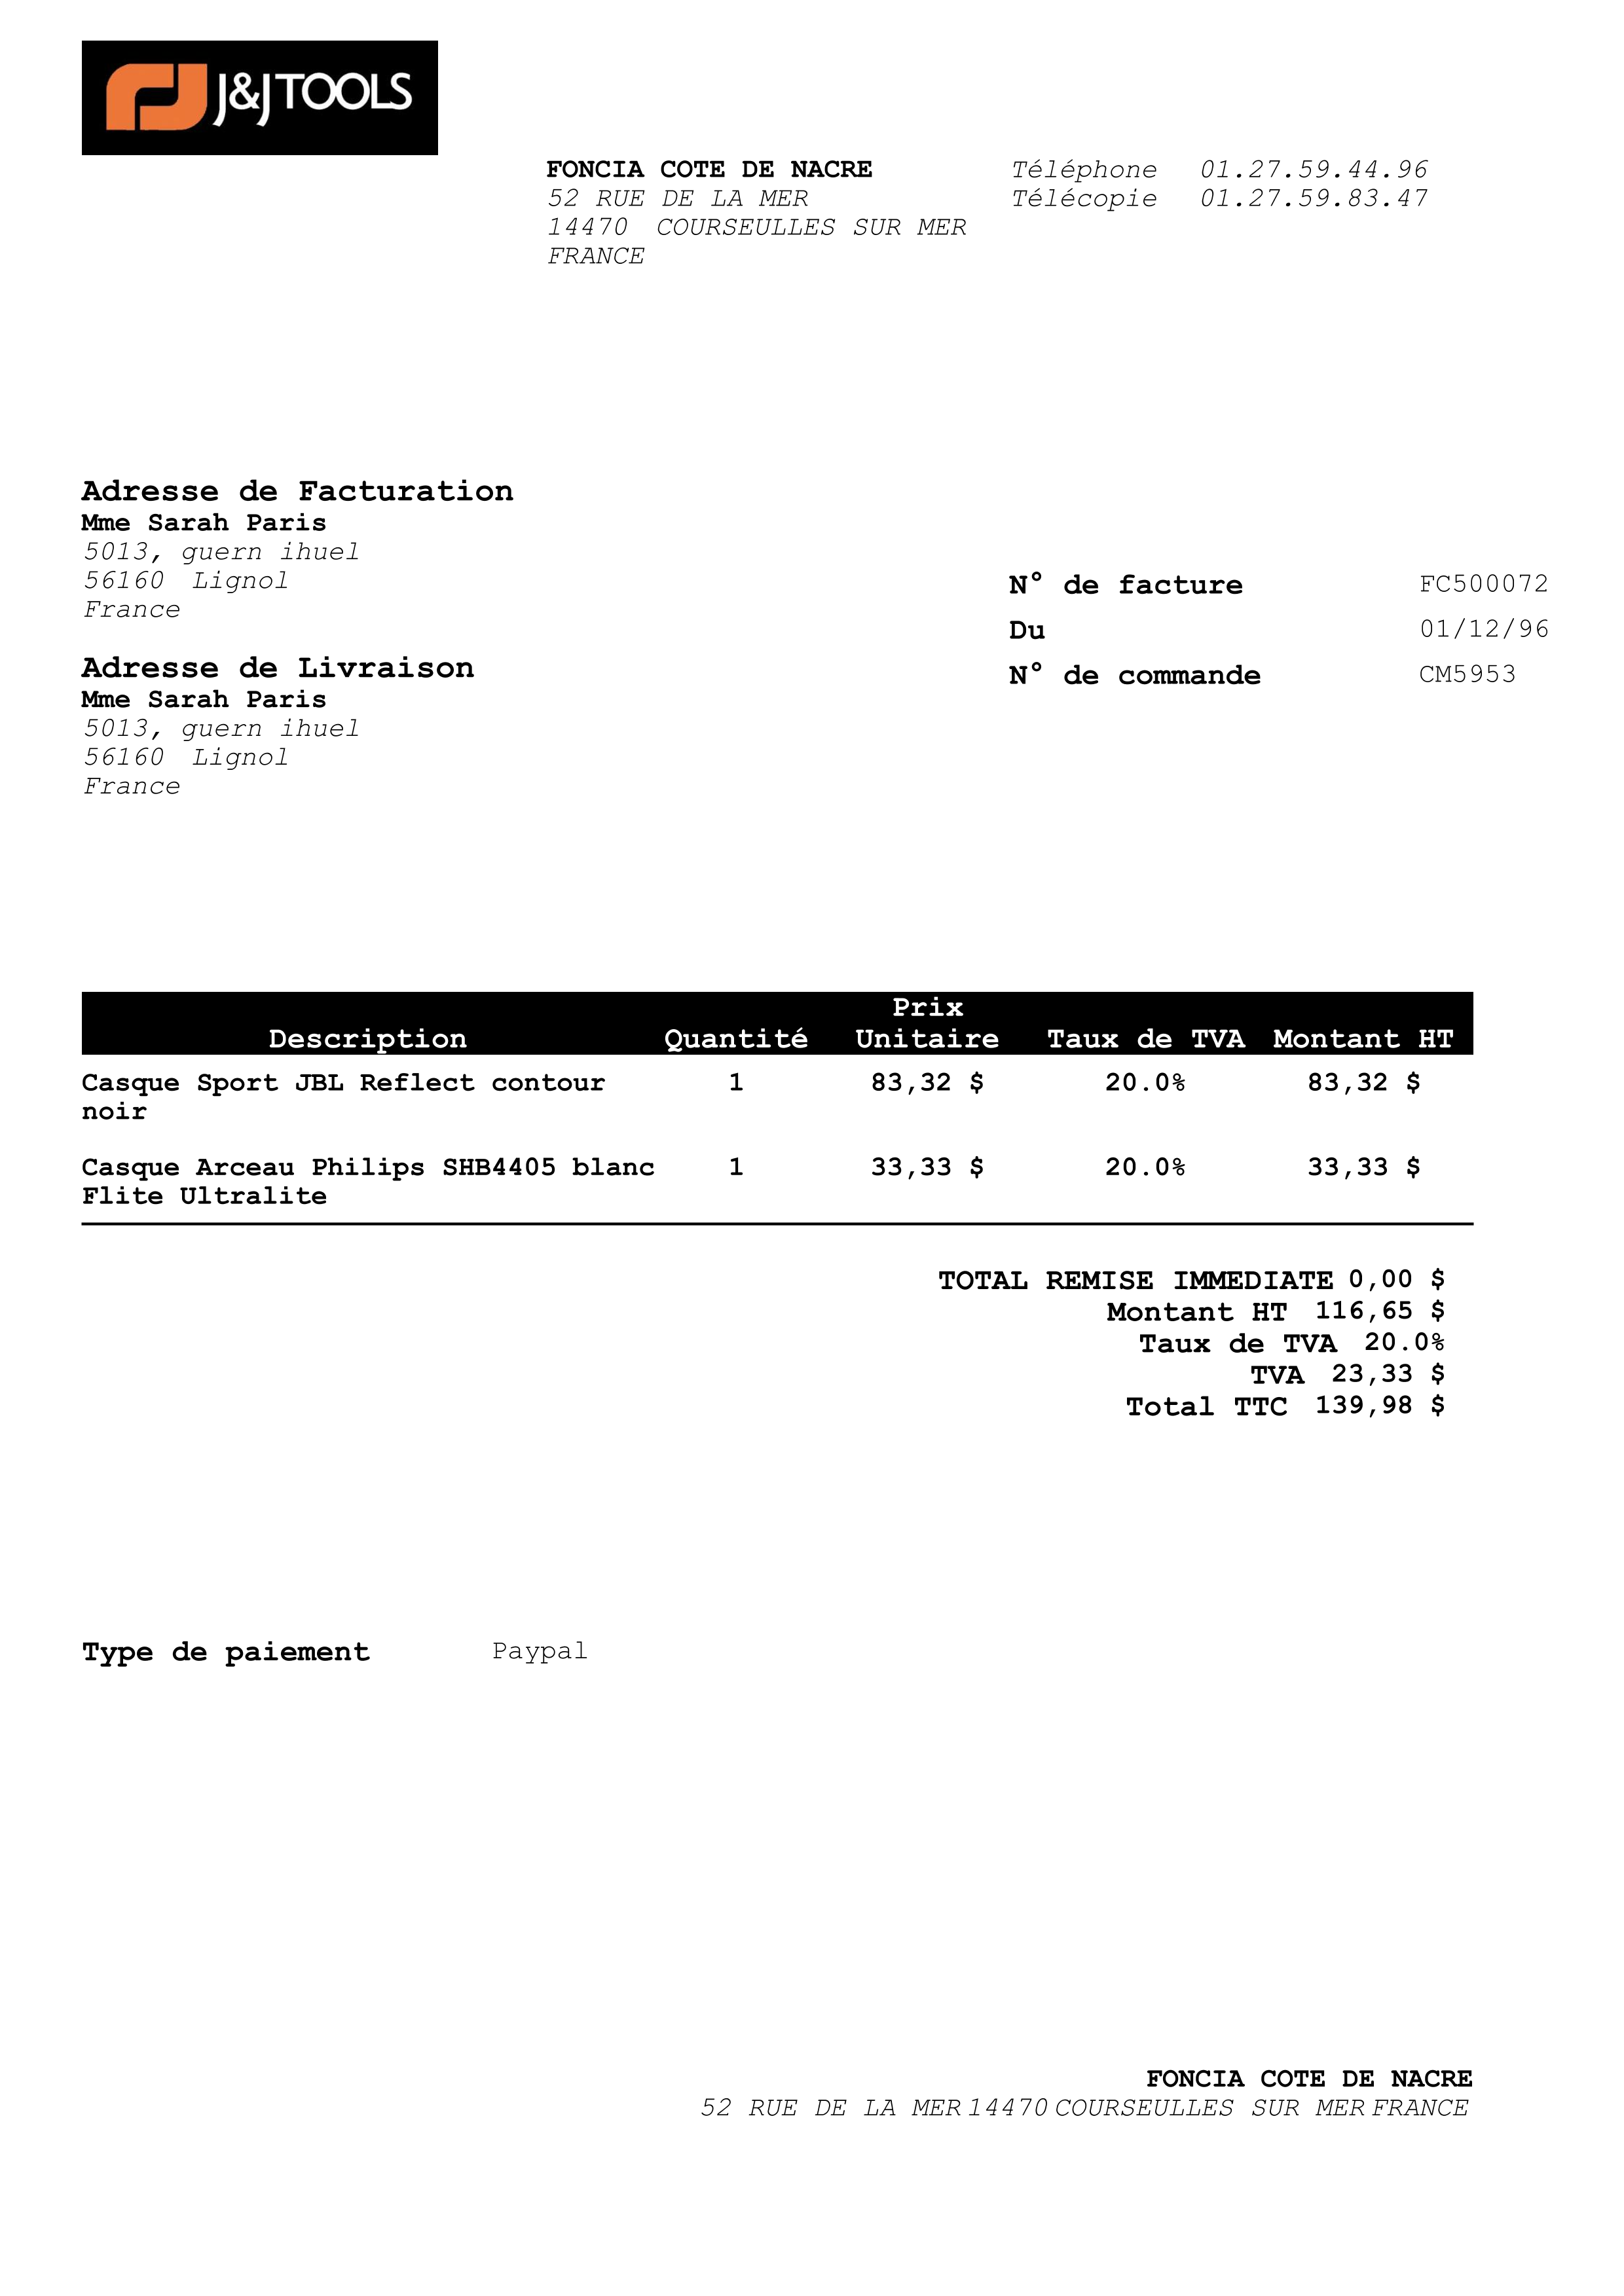 J&J TOOLS
FONCIA COTE DE NACRE
52 RUE DE LA MER
14470 COURSEULLES SUR MER
FRANCE
Téléphone 01.27.59.44.96
Télécopie 01.27.59.83.47
Adresse de Facturation
Mme Sarah Paris
5013, guern ihuel
56160 Lignol
France
Adresse de Livraison
Mme Sarah Paris
5013, guern ihuel
56160 Lignol
France
N° de facture FC500072
Du 01/12/96
N° de commande CM5953
Prix
Description Quantité Unitaire Taux de TVA Montant HT
Casque Sport JBL Reflect contour 1 83,32 $ 20.0% 83,32 $
noir
Casque Arceau Philips SHB4405 blanc 1 33,33 $ 20.0% 33,33 $
Flite Ultralite
TOTAL REMISE IMMEDIATE 0,00 $
Montant HT 116,65 $
Taux de TVA 20.0%
TVA 23,33 $
Total TTC 139,98 $
Type de paiement Paypal
FONCIA COTE DE NACRE
52 RUE DE LA MER 14470 COURSEULLES SUR MER FRANCE